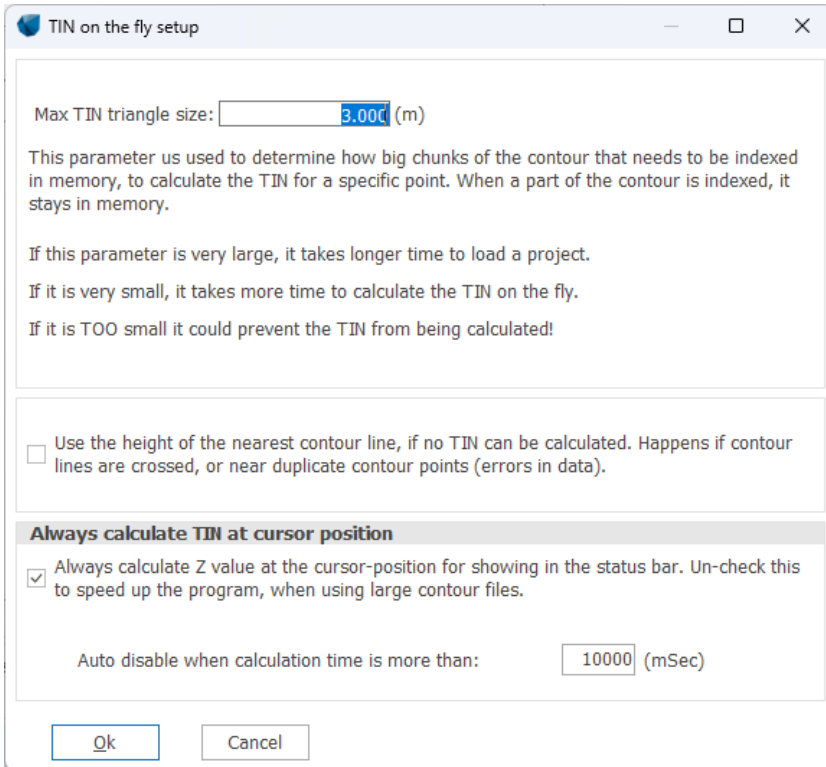 TIN on the fly setup
Max TIN triangle size: 3.000 (m)
This parameter us used to determine how big chunks of the contour that needs to be indexed
in memory, to calculate the TIN for a specific point. When a part of the contour is indexed, it
stays in memory.
If this parameter is very large, it takes longer time to load a project.
If it is very small, it takes more time to calculate the TIN on the fly.
If it is TOO small it could prevent the TIN from being calculated!
Use the height of the nearest contour line, if no TIN can be calculated. Happens if contour
lines are crossed, or near duplicate contour points (errors in data).
Always calculate TIN at cursor position
Always calculate Z value at the cursor-position for showing in the status bar. Un-check this
to speed up the program, when using large contour files.
Auto disable when calculation time is more than: 10000 (mSec)
Ok Cancel